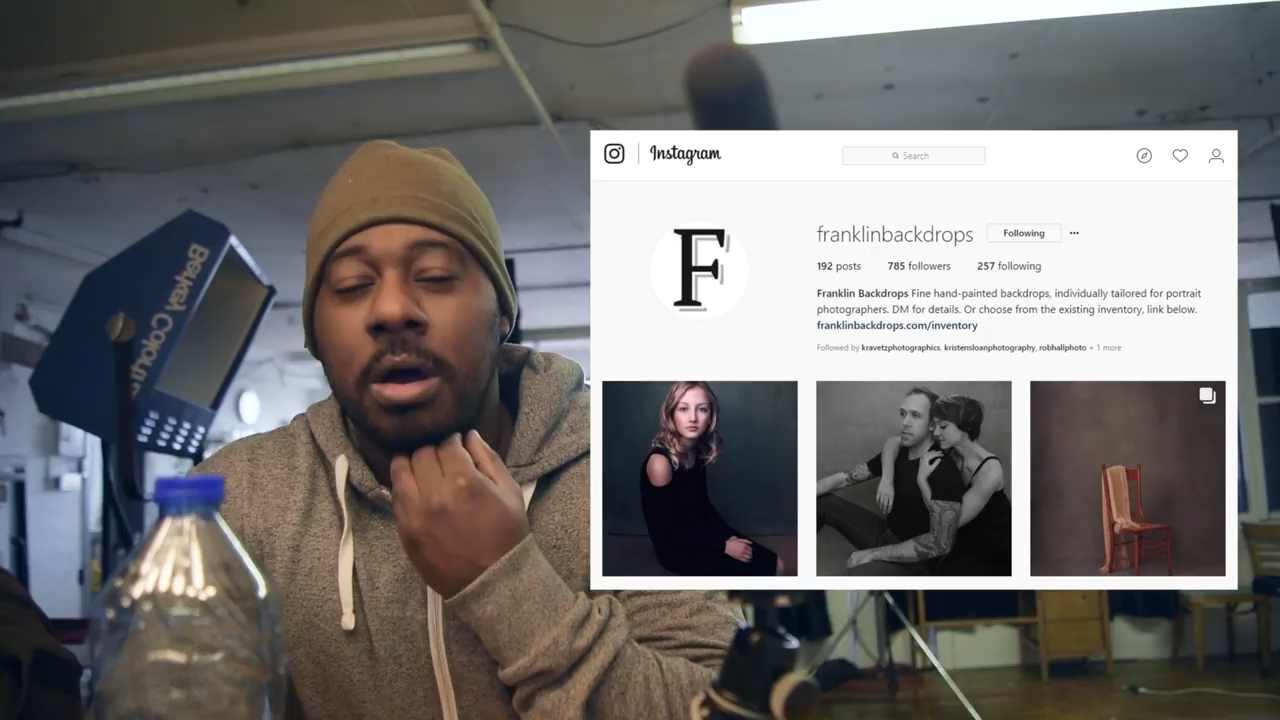 Berkey Colortran
Instagram
Search
F
franklinbackdrops Following
192 posts 785 followers 257 following
Franklin Backdrops Fine hand-painted backdrops, individually tailored for portrait
photographers. DM for details. Or choose from the existing inventory, link below.
franklinbackdrops.com/inventory
Followed by kravetzphotographics, kristensloanphotography, robhallphoto + 1 more